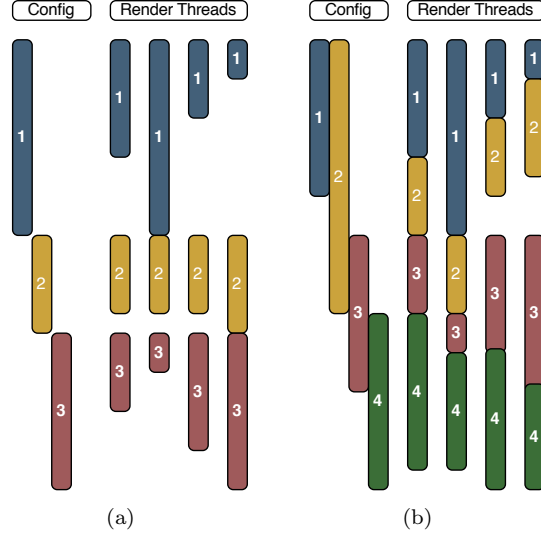 Config Render Threads Config Render Threads
1 1 1 1 1 1 2 1 1 1 1
2 2 2
2 2 2 2 2 3 3 2 3 3
3 3 3 3 3 4 4 3 4 4 4
(a) (b)